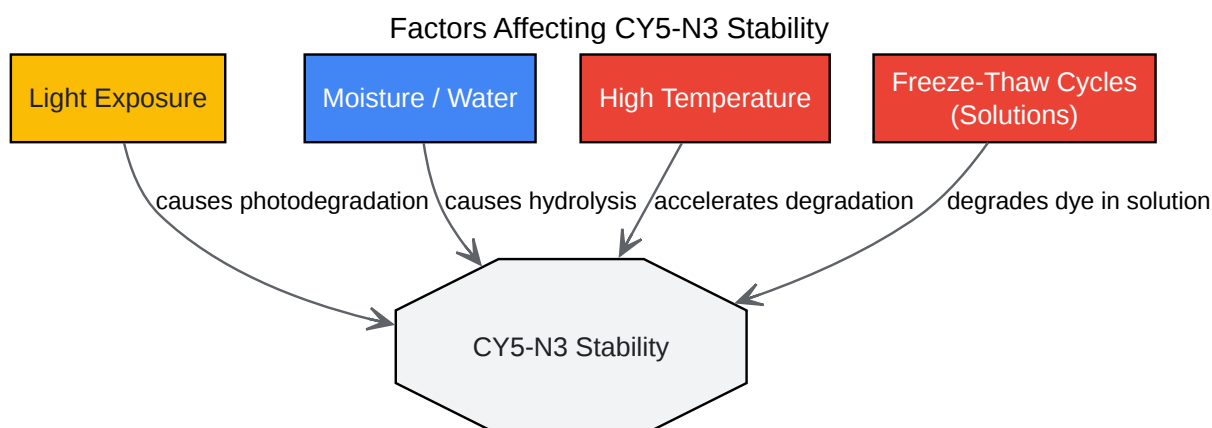 Factors Affecting CY5-N3 Stability
Light Exposure
Moisture / Water
High Temperature
Freeze-Thaw Cycles
(Solutions)
causes photodegradation
causes hydrolysis
accelerates degradation
degrades dye in solution
CY5-N3 Stability